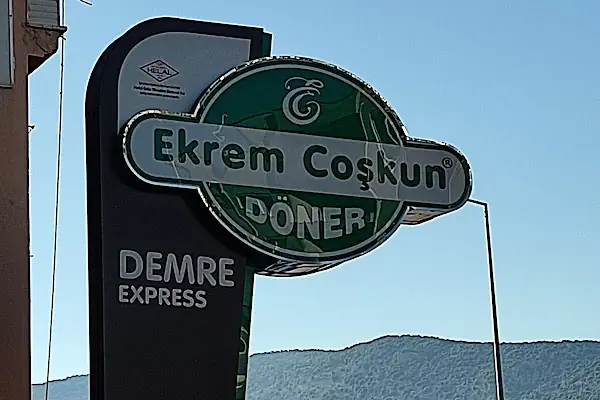 HELAL
E
Ekrem Coşkun®
DÖNER
DEMRE
EXPRESS